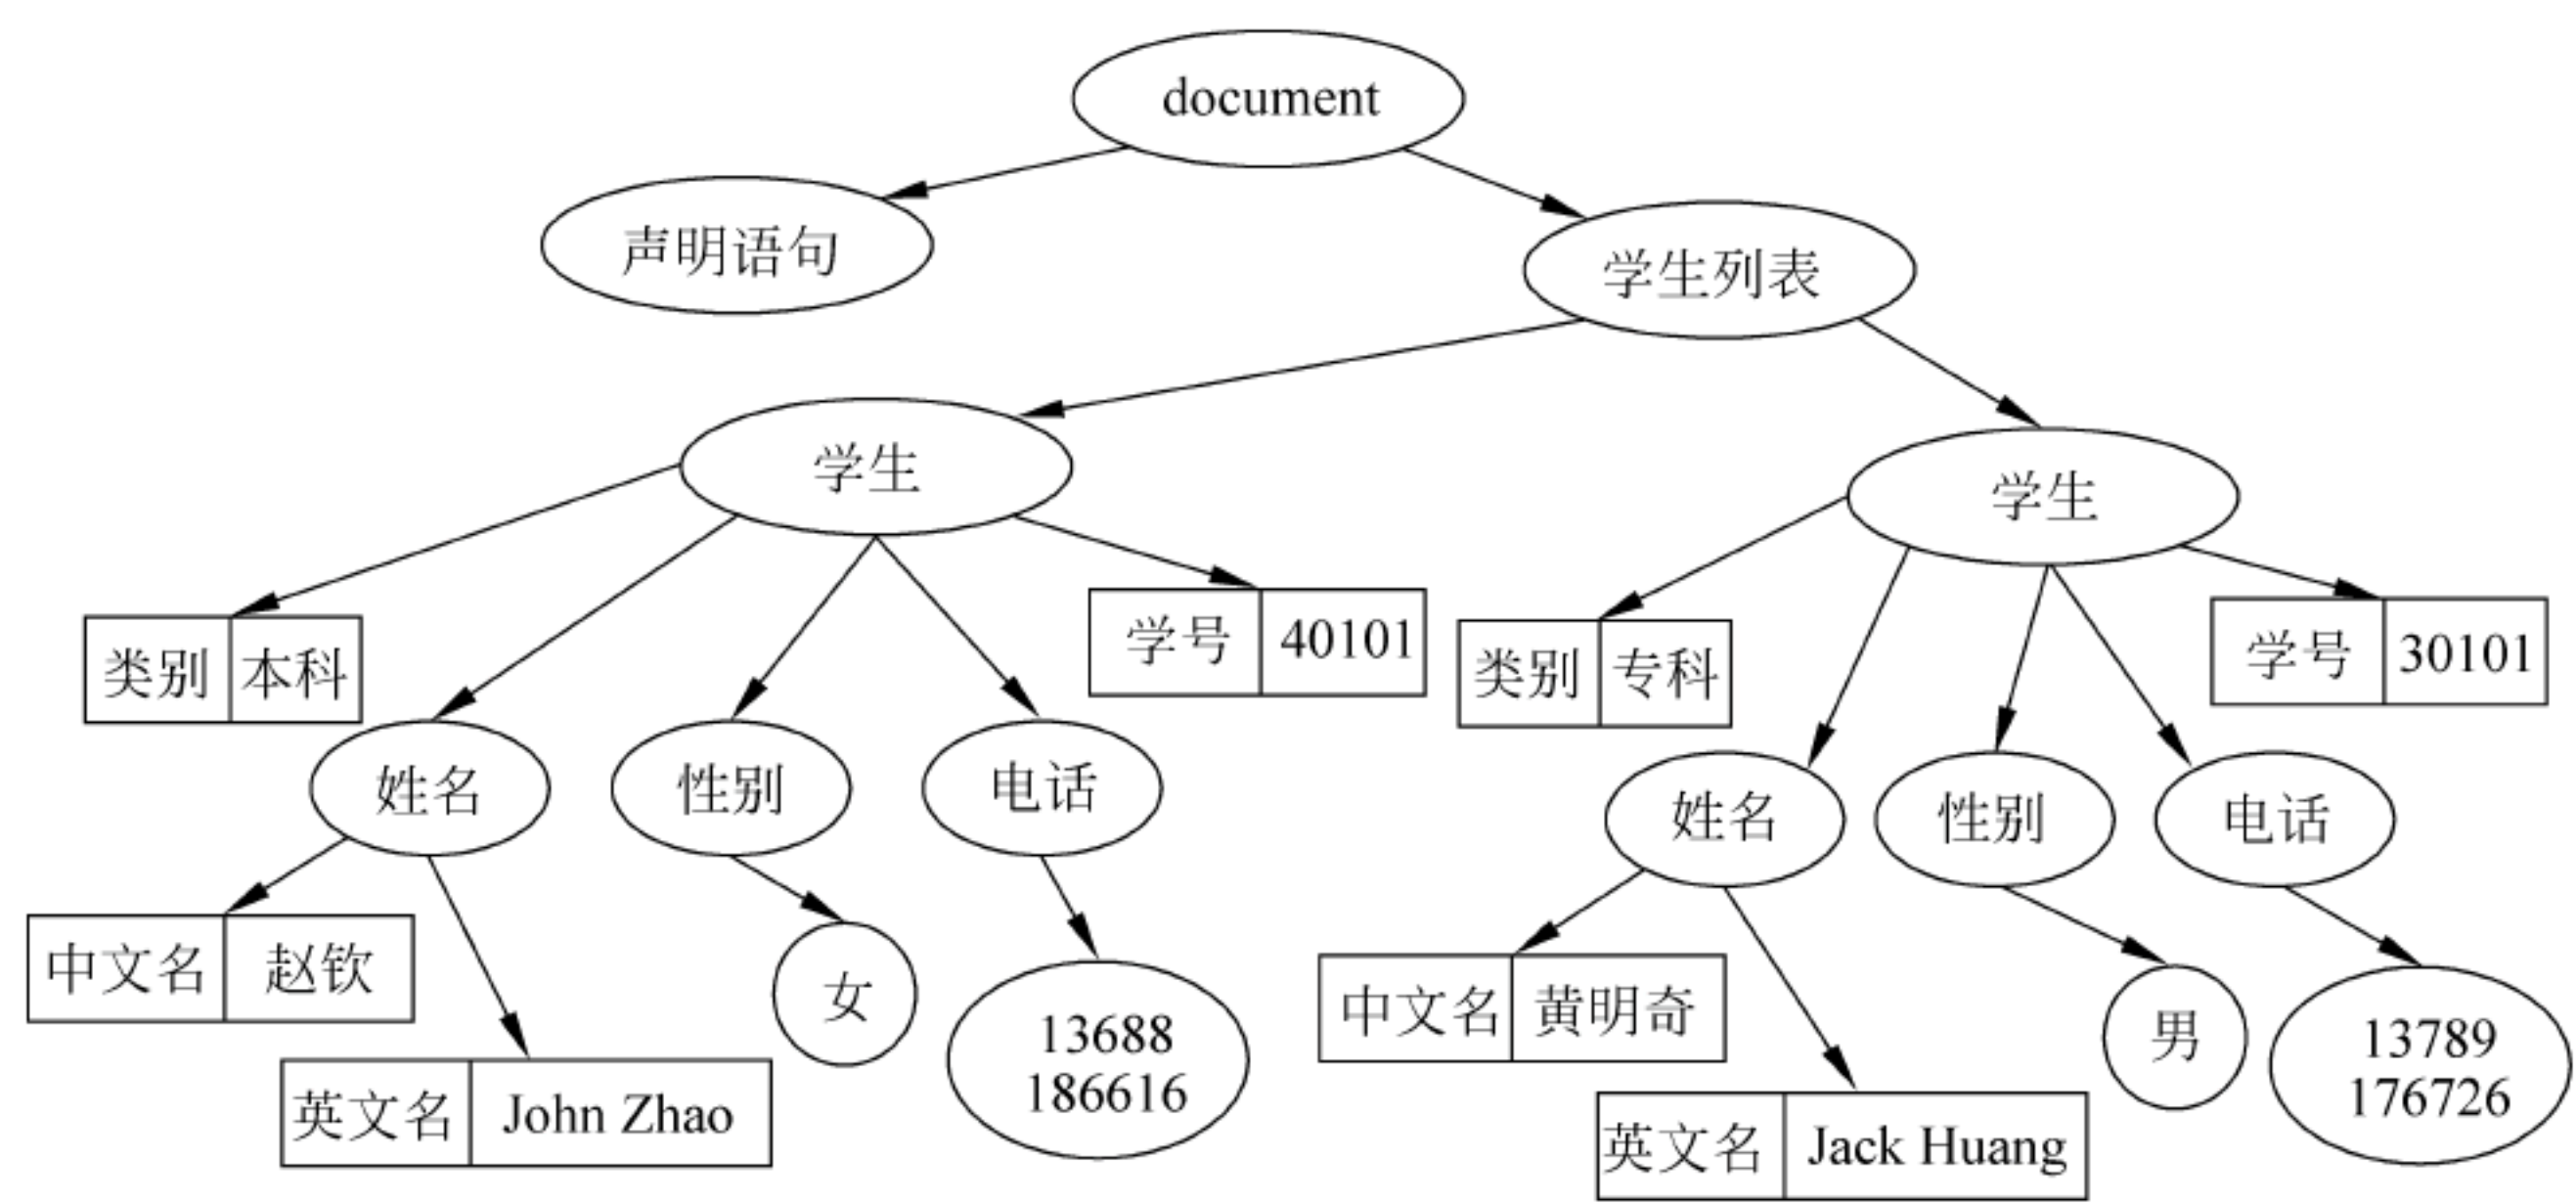 document
声明语句
学生列表
学生
学生
类别 本科
学号 40101
类别 专科
学号 30101
姓名
性别
电话
姓名
性别
电话
中文名 赵钦
女
13688
186616
英文名 John Zhao
中文名 黄明奇
男
13789
176726
英文名 Jack Huang